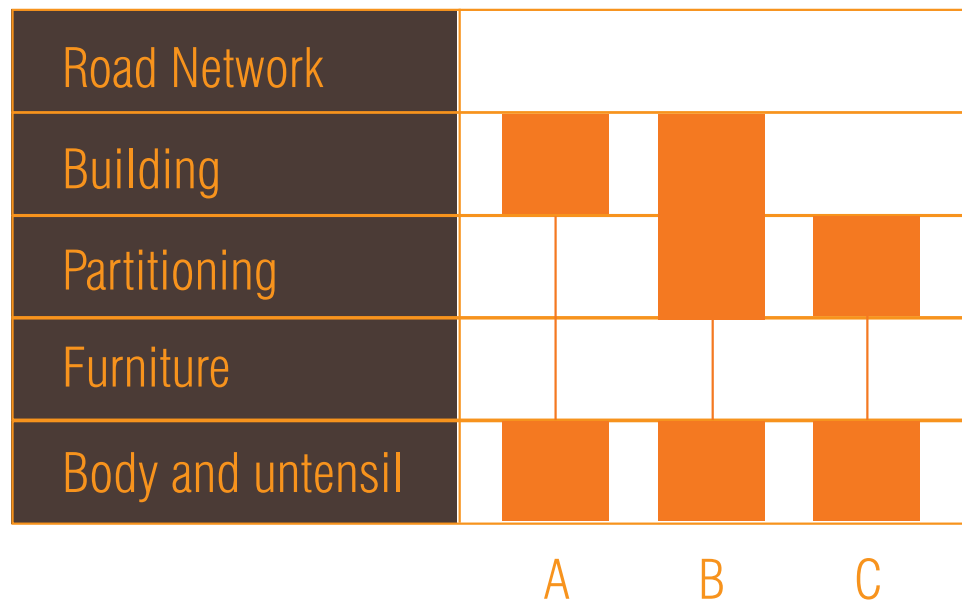 Road Network
Building
Partitioning
Furniture
Body and untensil
A B C